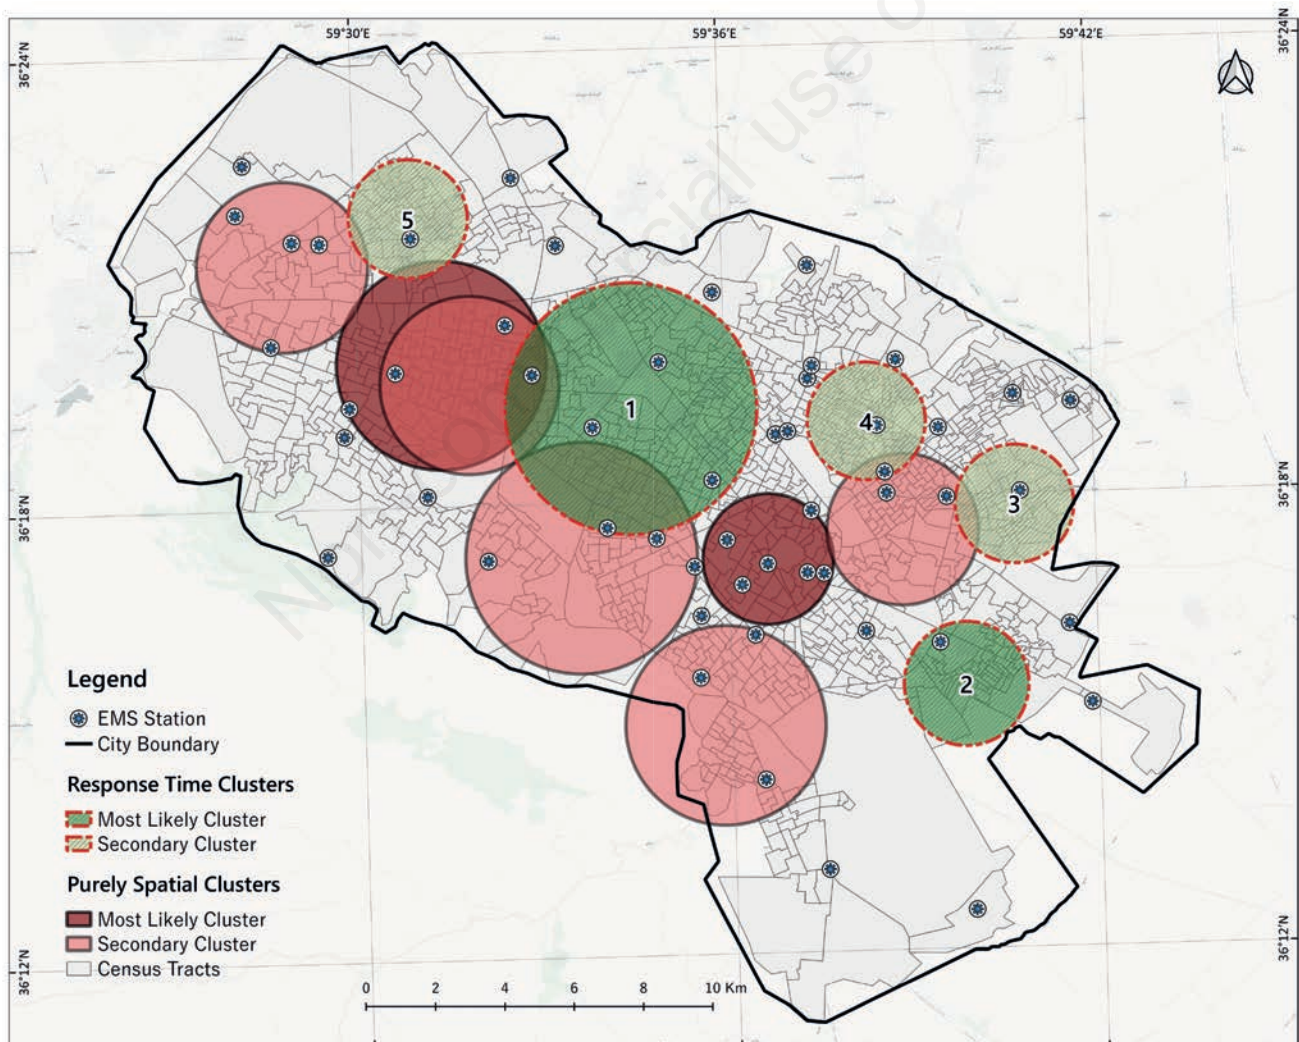 59°30'E
59°36'E
59°42'E
36°24'N
36°24'N
5
1
4
3
36°18'N
36°18'N
2
Legend
EMS Station
City Boundary
Response Time Clusters
Most Likely Cluster
Secondary Cluster
Purely Spatial Clusters
Most Likely Cluster
Secondary Cluster
Census Tracts
36°12'N
36°12'N
0 2 4 6 8 10 Km